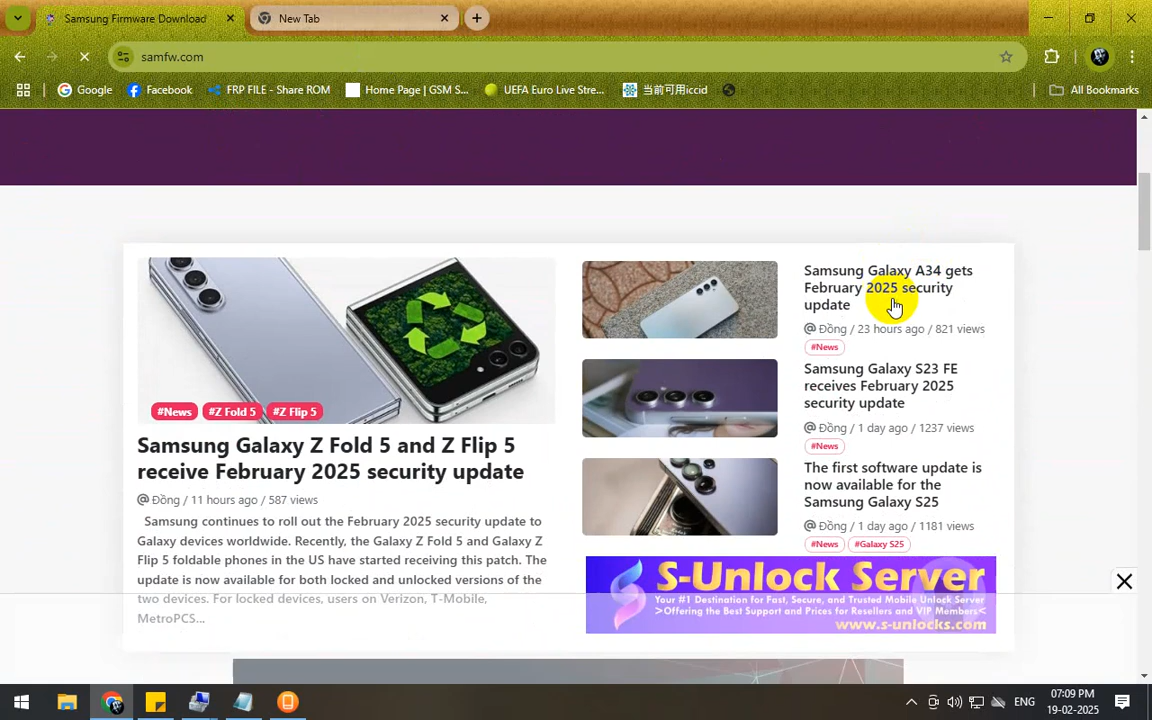 Samsung Firmware Download
New Tab
samfw.com
Google
Facebook
FRP FILE - Share ROM
Home Page | GSM S...
UEFA Euro Live Stre...
当前可用iccid
All Bookmarks
#News
#Z Fold 5
#Z Flip 5
Samsung Galaxy Z Fold 5 and Z Flip 5
receive February 2025 security update
@ Đồng / 11 hours ago / 587 views
Samsung continues to roll out the February 2025 security update to
Galaxy devices worldwide. Recently, the Galaxy Z Fold 5 and Galaxy Z
Flip 5 foldable phones in the US have started receiving this patch. The
update is now available for both locked and unlocked versions of the
two devices. For locked devices, users on Verizon, T-Mobile,
MetroPCS...
Samsung Galaxy A34 gets
February 2025 security
update
@ Đồng / 23 hours ago / 821 views
#News
Samsung Galaxy S23 FE
receives February 2025
security update
@ Đồng / 1 day ago / 1237 views
#News
The first software update is
now available for the
Samsung Galaxy S25
@ Đồng / 1 day ago / 1181 views
#News
#Galaxy S25
S-Unlock Server
Your #1 Destination for Fast, Secure, and Trusted Mobile Unlock Server
>Offering the Best Support and Prices for Resellers and VIP Members<
www.s-unlocks.com
ENG
07:09 PM
19-02-2025